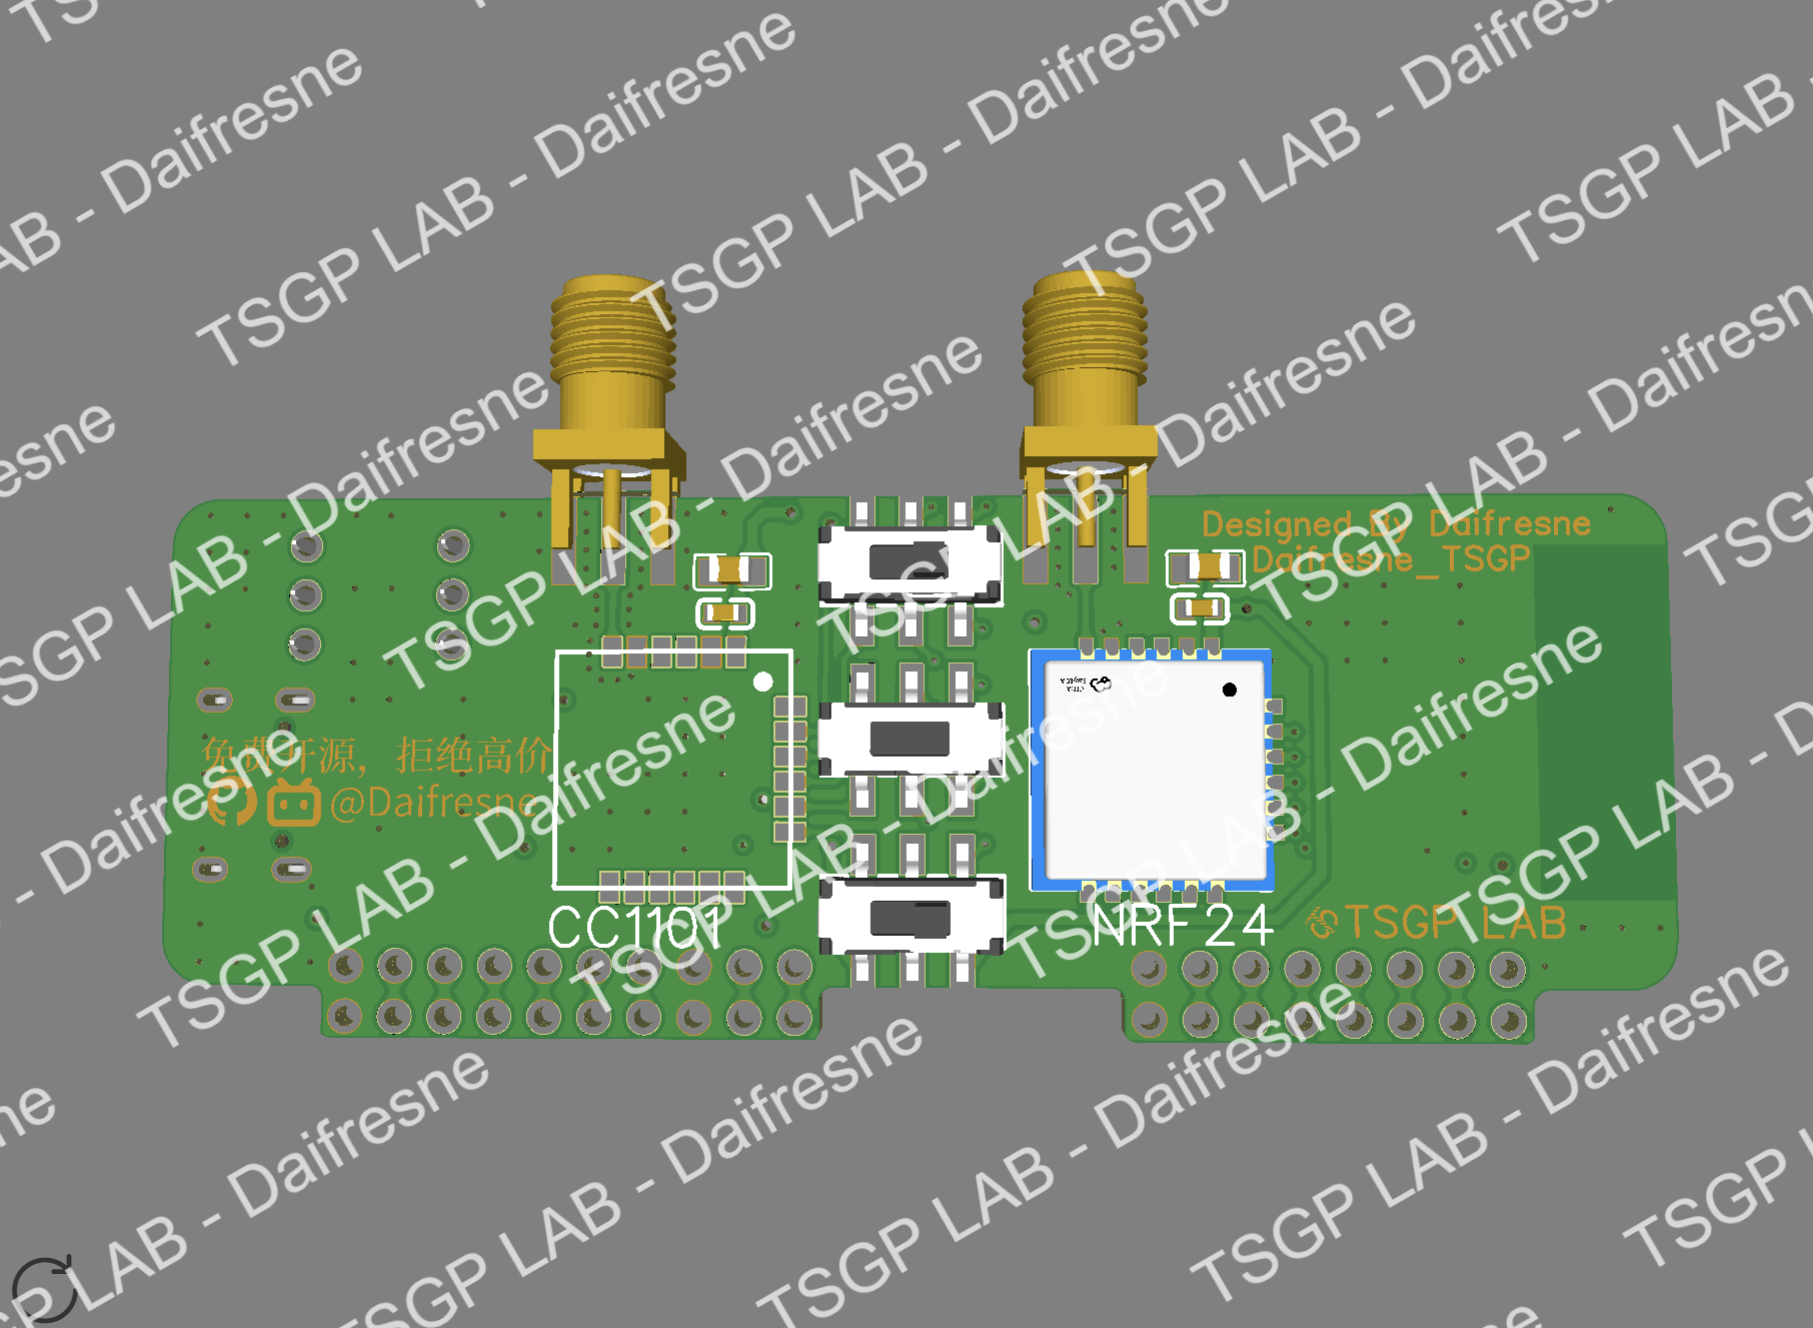 TSGP LAB - Daifresne
Designed By Daifresne
Daifresne_TSGP
免费开源，拒绝高价
@Daifresne
CC1101
NRF24
TSGP LAB